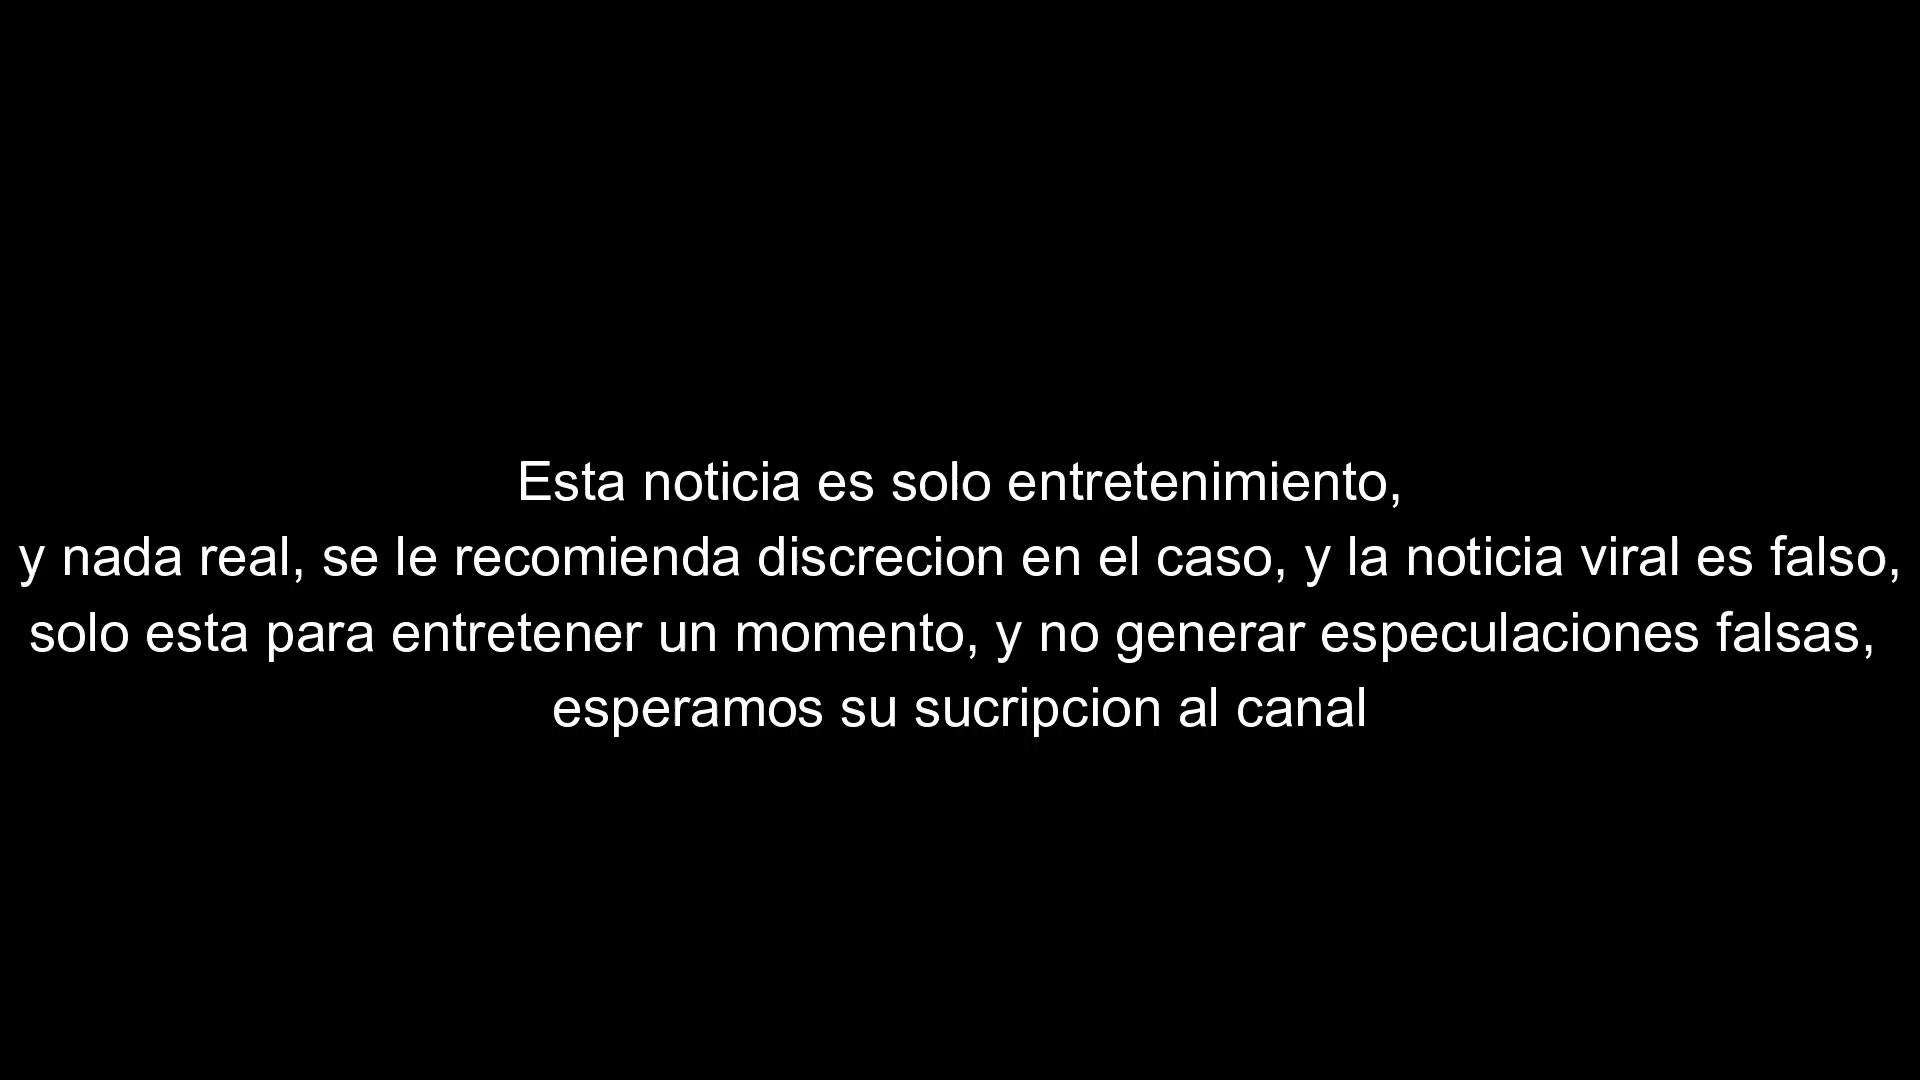 Esta noticia es solo entretenimiento,
y nada real, se le recomienda discrecion en el caso, y la noticia viral es falso,
solo esta para entretener un momento, y no generar especulaciones falsas,
esperamos su sucripcion al canal